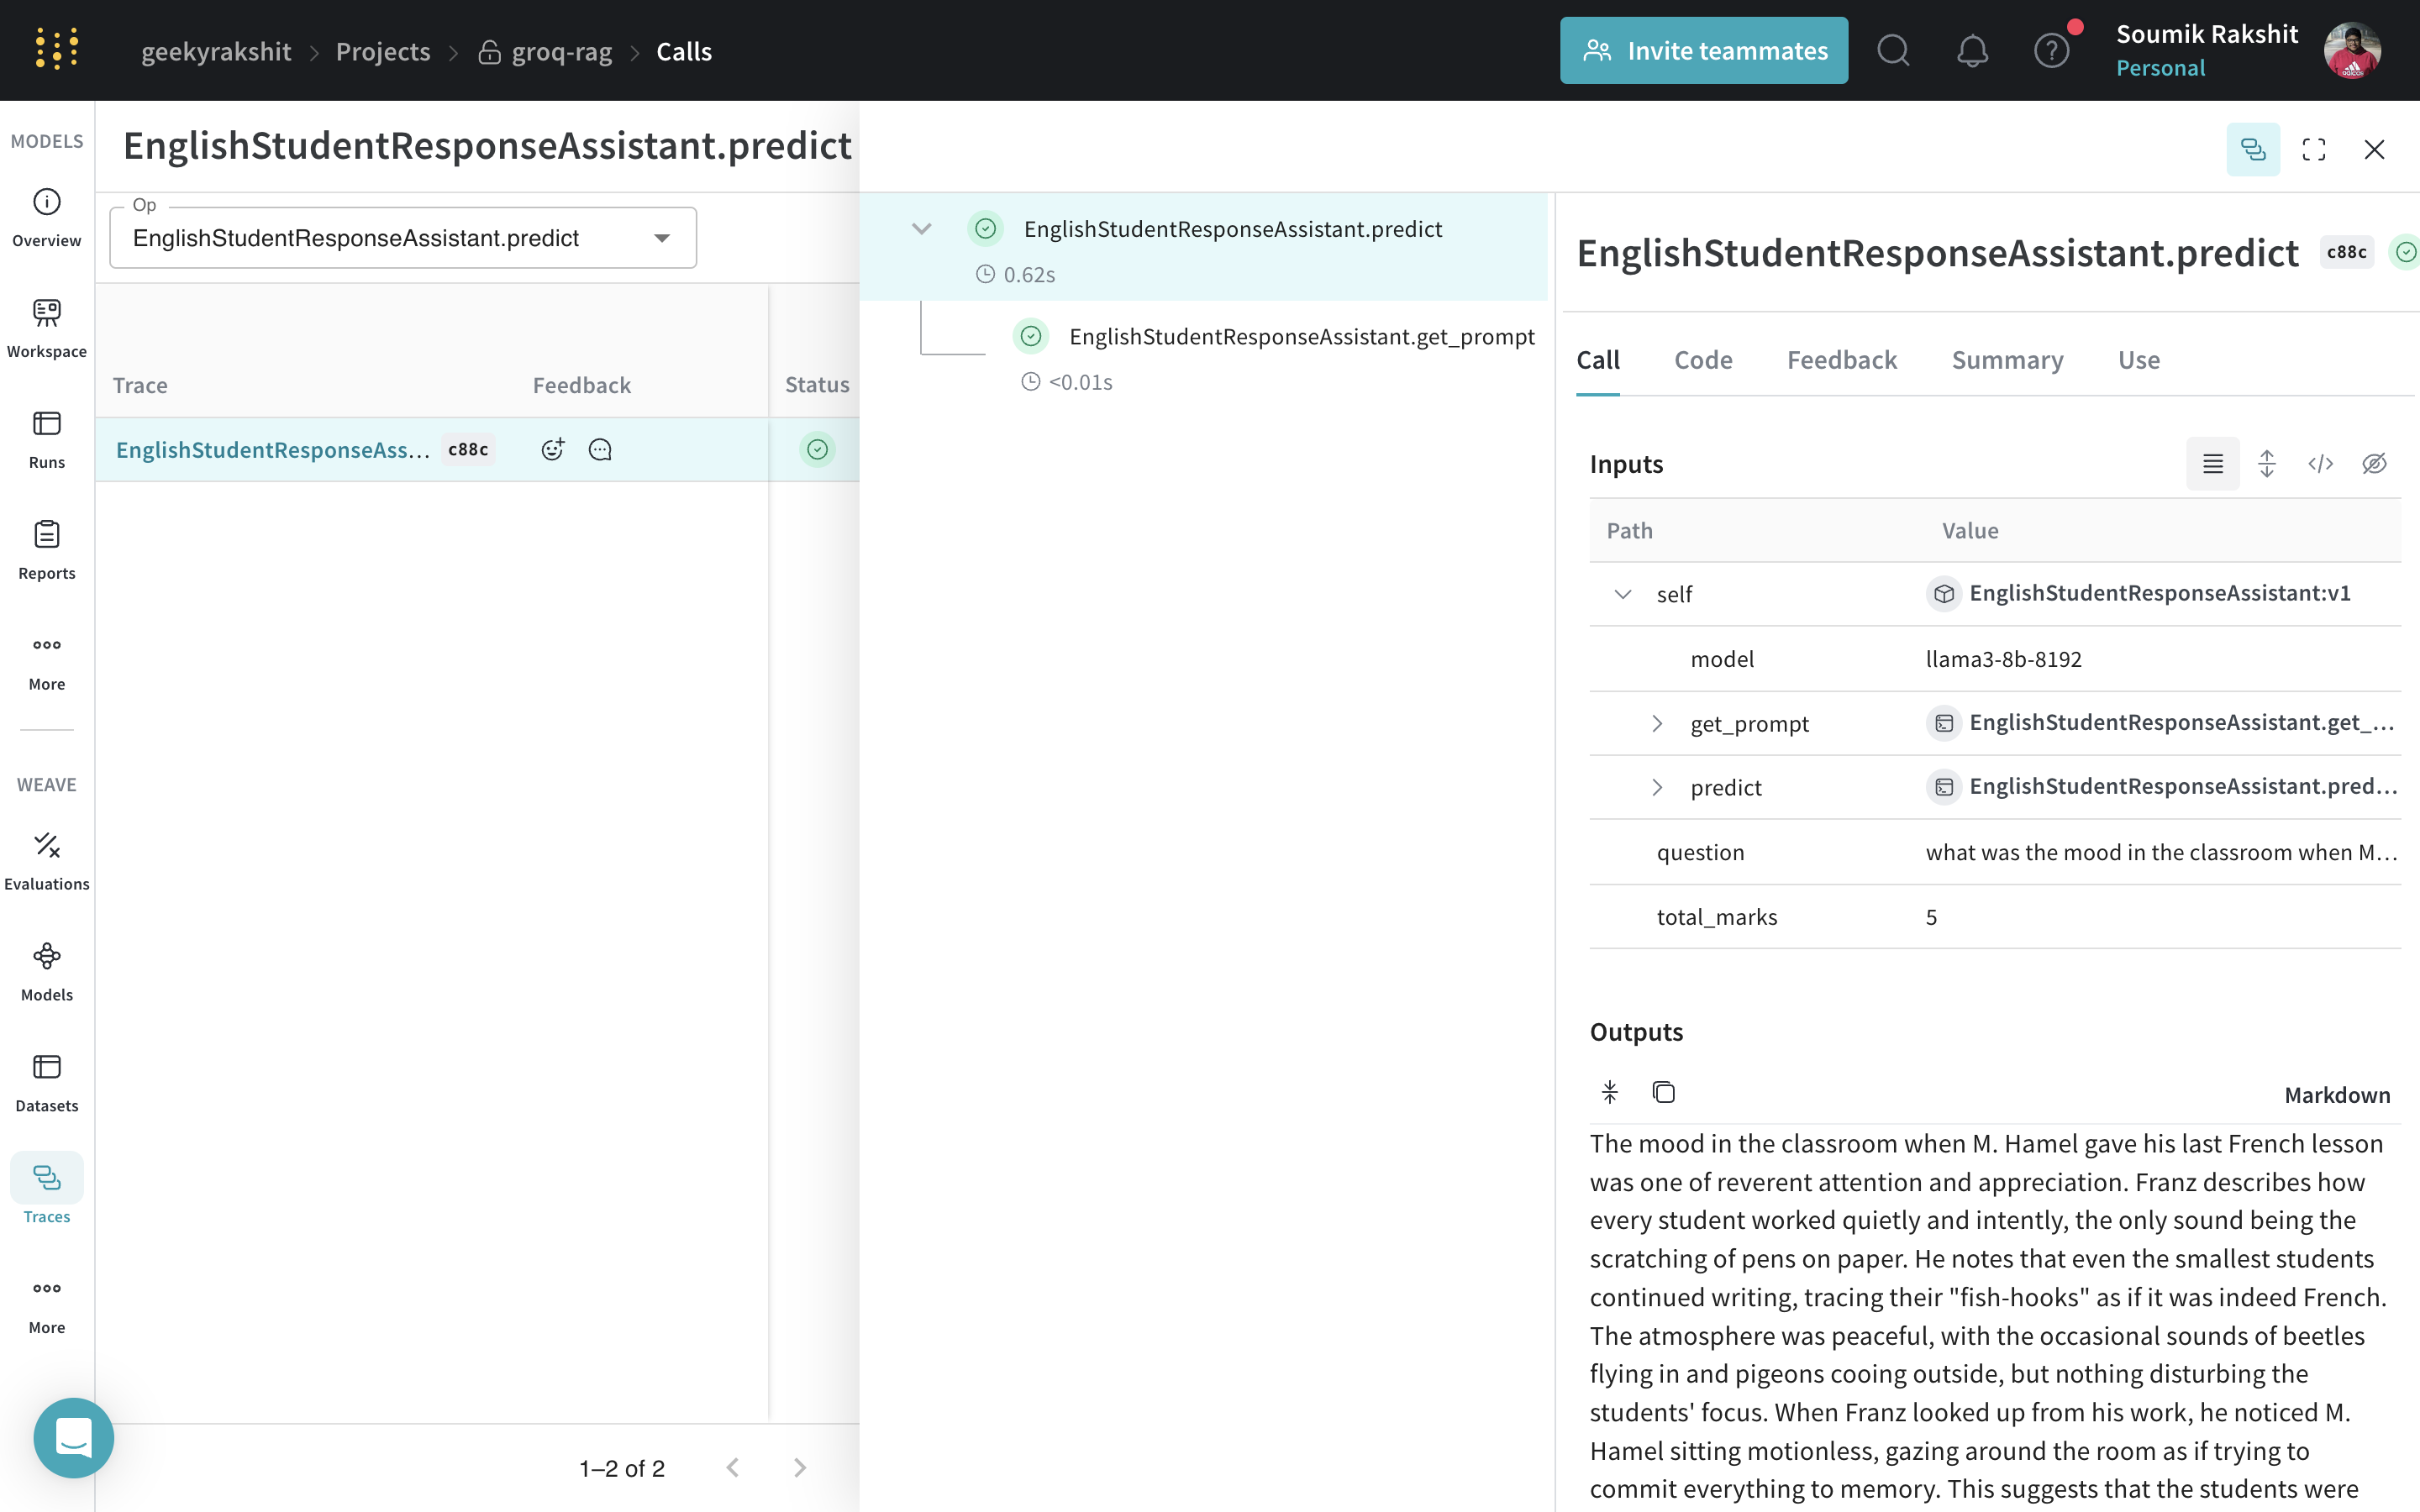 geekyrakshit > Projects > groq-rag > Calls
Invite teammates
Soumik Rakshit
Personal
MODELS
Overview
Workspace
Runs
Reports
More
WEAVE
Evaluations
Models
Datasets
Traces
More
EnglishStudentResponseAssistant.predict
Op
EnglishStudentResponseAssistant.predict
Trace Feedback Status
EnglishStudentResponseAss... c88c
1–2 of 2
EnglishStudentResponseAssistant.predict
0.62s
EnglishStudentResponseAssistant.get_prompt
<0.01s
EnglishStudentResponseAssistant.predict c88c
Call Code Feedback Summary Use
Inputs
Path Value
self EnglishStudentResponseAssistant:v1
model llama3-8b-8192
get_prompt EnglishStudentResponseAssistant.get_...
predict EnglishStudentResponseAssistant.pred...
question what was the mood in the classroom when M...
total_marks 5
Outputs
Markdown
The mood in the classroom when M. Hamel gave his last French lesson
was one of reverent attention and appreciation. Franz describes how
every student worked quietly and intently, the only sound being the
scratching of pens on paper. He notes that even the smallest students
continued writing, tracing their "fish-hooks" as if it was indeed French.
The atmosphere was peaceful, with the occasional sounds of beetles
flying in and pigeons cooing outside, but nothing disturbing the
students' focus. When Franz looked up from his work, he noticed M.
Hamel sitting motionless, gazing around the room as if trying to
commit everything to memory. This suggests that the students were